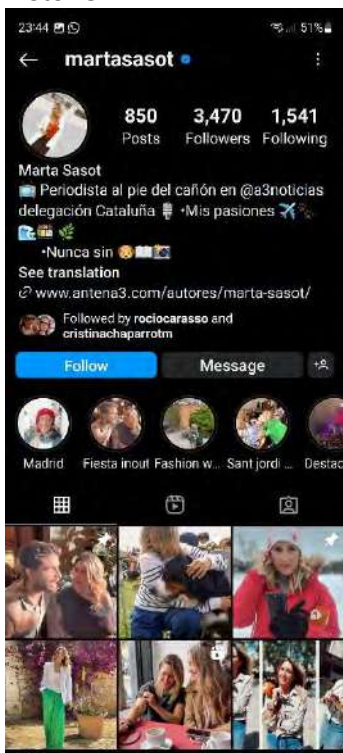 23:44
51%
martasasot
850 3,470 1,541
Posts Followers Following
Marta Sasot
Periodista al pie del cañón en @a3noticias
delegación Cataluña •Mis pasiones
•Nunca sin
See translation
www.antena3.com/autores/marta-sasot/
Followed by rociocarasso and
cristinachaparrotm
Follow Message
Madrid Fiesta inout Fashion w... Sant jordi ... Destac